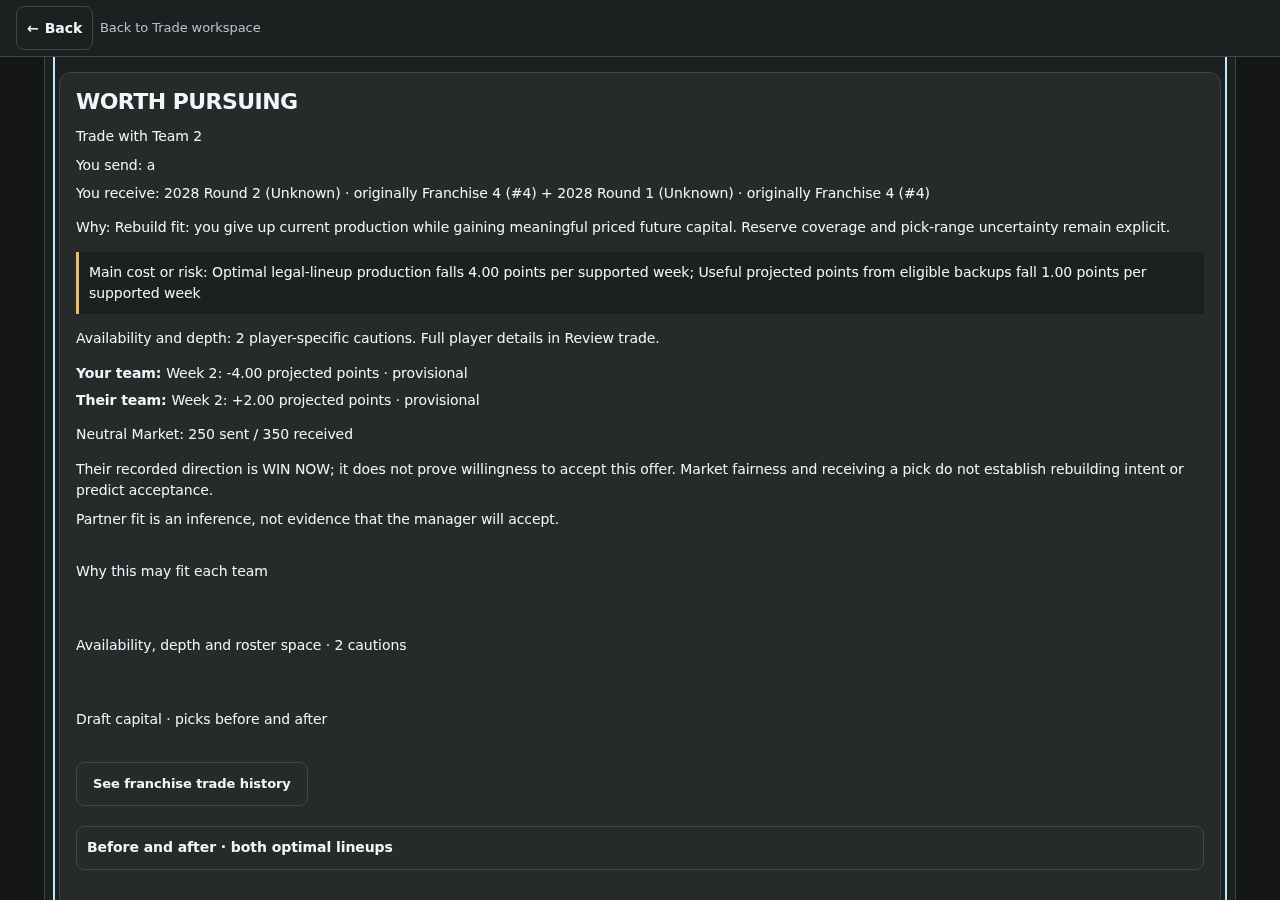 ← Back
Back to Trade workspace
WORTH PURSUING
Trade with Team 2
You send: a
You receive: 2028 Round 2 (Unknown) · originally Franchise 4 (#4) + 2028 Round 1 (Unknown) · originally Franchise 4 (#4)
Why: Rebuild fit: you give up current production while gaining meaningful priced future capital. Reserve coverage and pick-range uncertainty remain explicit.
Main cost or risk: Optimal legal-lineup production falls 4.00 points per supported week; Useful projected points from eligible backups fall 1.00 points per
supported week
Availability and depth: 2 player-specific cautions. Full player details in Review trade.
Your team: Week 2: -4.00 projected points · provisional
Their team: Week 2: +2.00 projected points · provisional
Neutral Market: 250 sent / 350 received
Their recorded direction is WIN NOW; it does not prove willingness to accept this offer. Market fairness and receiving a pick do not establish rebuilding intent or
predict acceptance.
Partner fit is an inference, not evidence that the manager will accept.
Why this may fit each team
Availability, depth and roster space · 2 cautions
Draft capital · picks before and after
See franchise trade history
Before and after · both optimal lineups